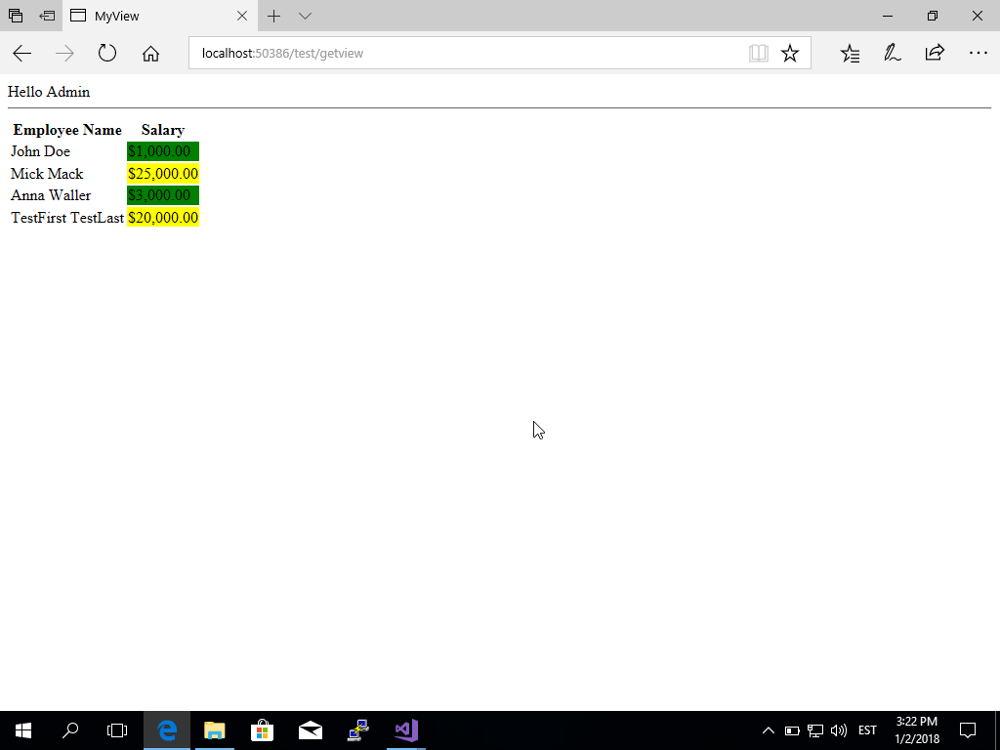 MyView
localhost:50386/test/getview
Hello Admin
Employee Name Salary
John Doe $1,000.00
Mick Mack $25,000.00
Anna Waller $3,000.00
TestFirst TestLast $20,000.00
EST
3:22 PM
1/2/2018